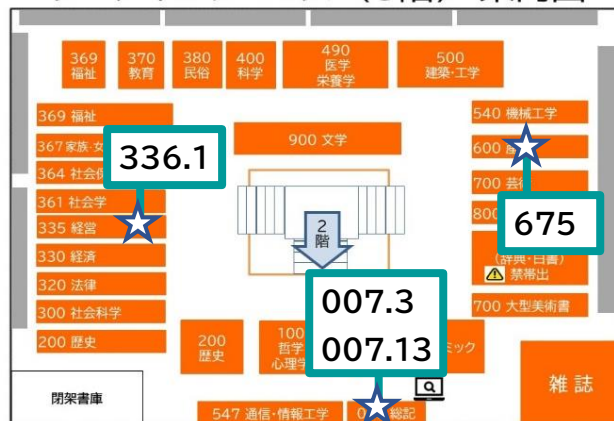 369
福祉
370
教育
380
民俗
400
科学
490
医学
栄養学
500
建築・工学
369 福祉
367 家族・女
364 社会保
361 社会学
335 経営
330 経済
320 法律
300 社会科学
200 歴史
336.1
900 文学
2
階
540 機械工学
600
700 芸術
800
675
(辞典・白書)
禁帯出
700 大型美術書
007.3
007.13
200
歴史
100
哲学
心理学
ミック
雑誌
閉架書庫
547 通信・情報工学
総記